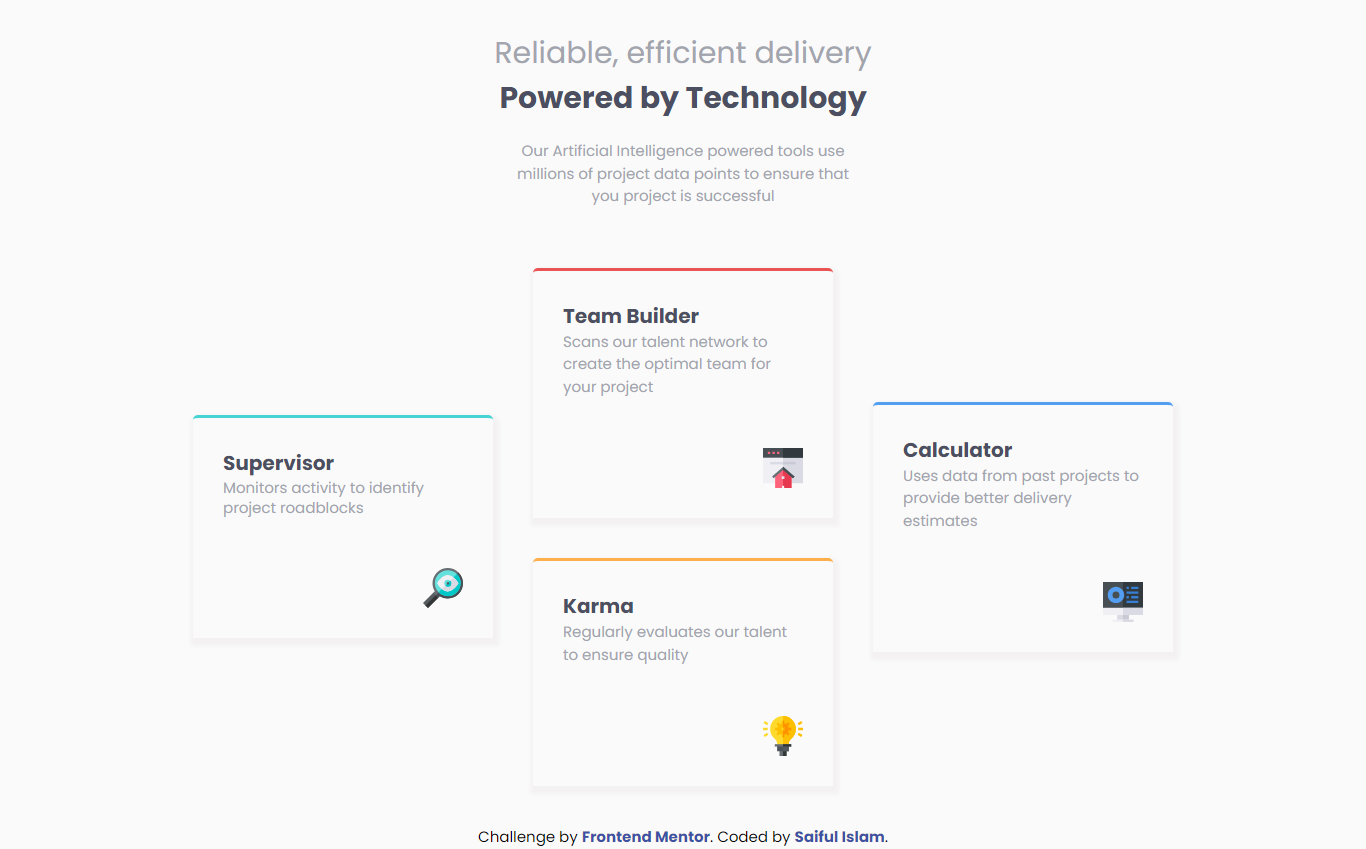 Reliable, efficient delivery
Powered by Technology
Our Artificial Intelligence powered tools use
millions of project data points to ensure that
you project is successful
Team Builder
Scans our talent network to
create the optimal team for
your project
Supervisor
Monitors activity to identify
project roadblocks
Calculator
Uses data from past projects to
provide better delivery
estimates
Karma
Regularly evaluates our talent
to ensure quality
Challenge by Frontend Mentor. Coded by Saiful Islam.